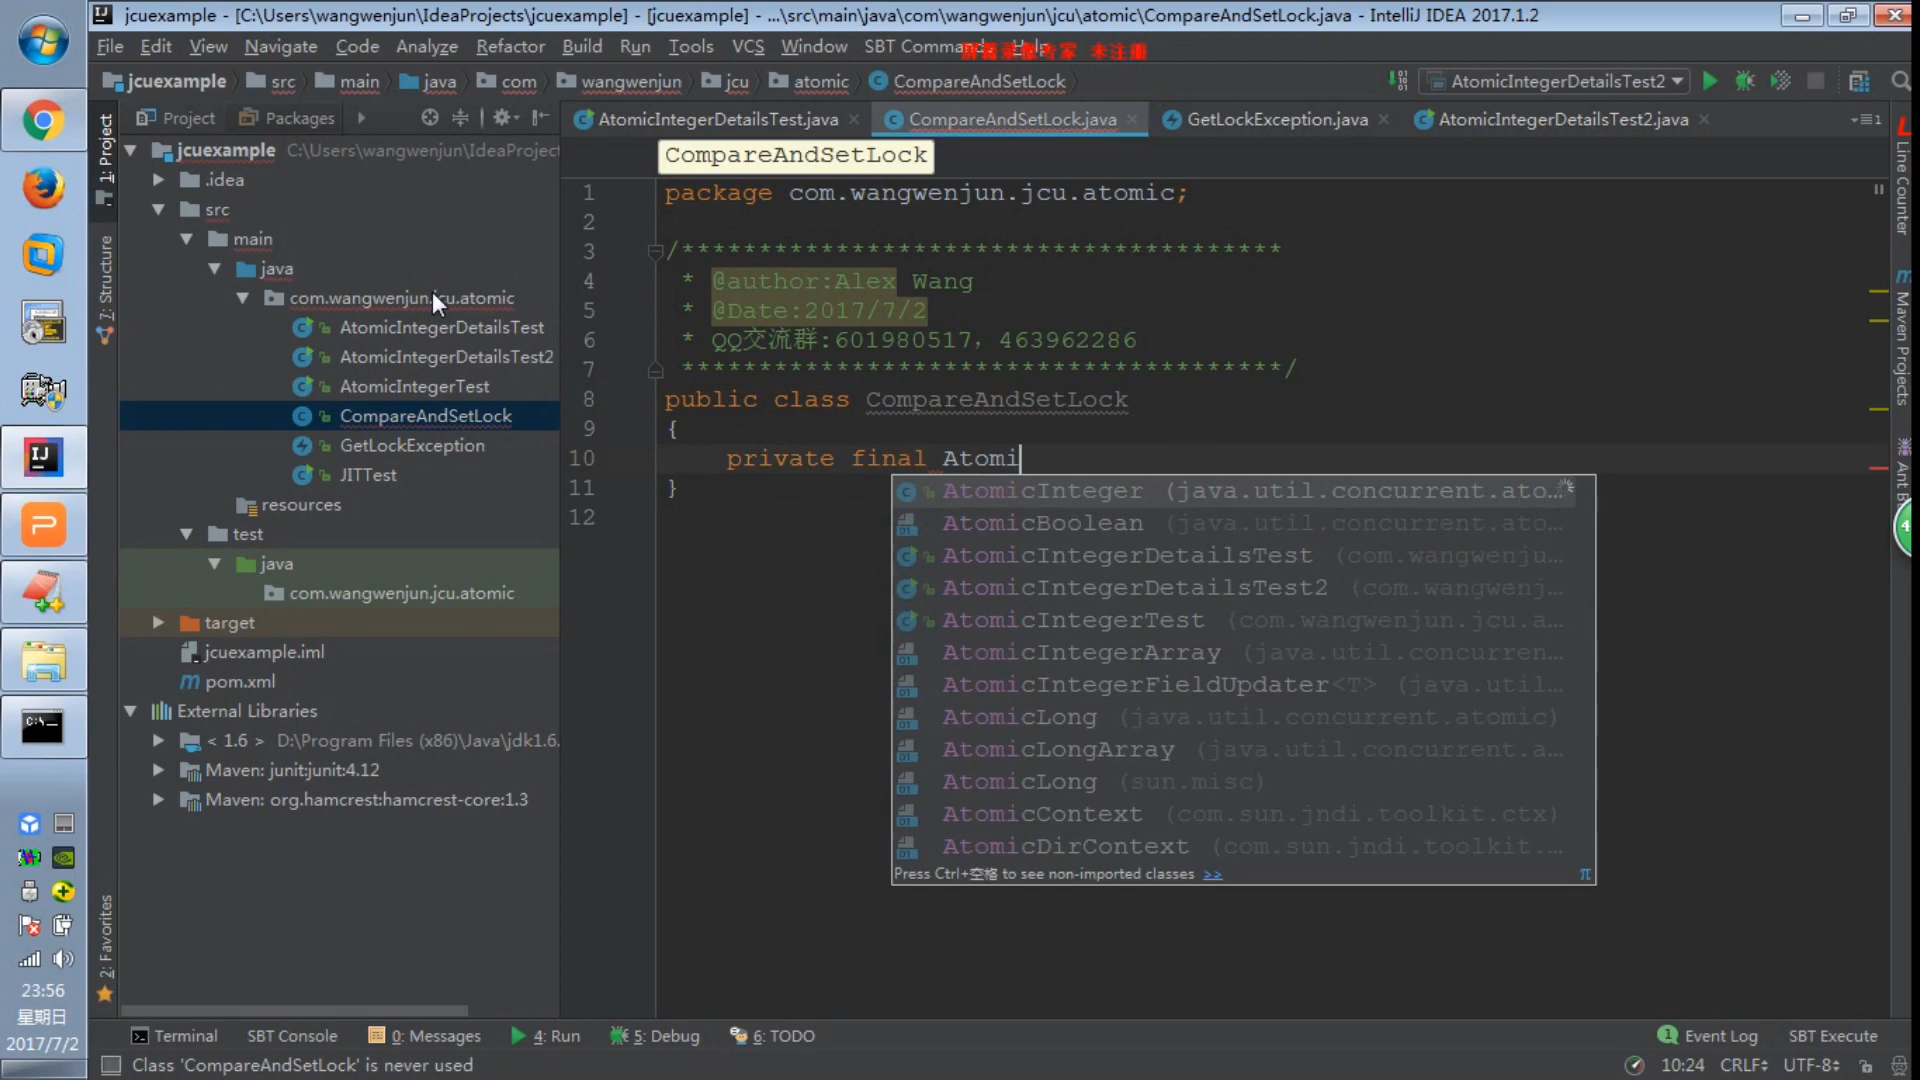 jcuexample - [C:\Users\wangwenjun\IdeaProjects\jcuexample] - [jcuexample] - ...\src\main\java\com\wangwenjun\jcu\atomic\CompareAndSetLock.java - IntelliJ IDEA 2017.1.2
File Edit View Navigate Code Analyze Refactor Build Run Tools VCS Window SBT Commands Help
屏幕录像专家 未注册
jcuexample src main java com wangwenjun jcu atomic CompareAndSetLock AtomicIntegerDetailsTest2
Project Packages
AtomicIntegerDetailsTest.java CompareAndSetLock.java GetLockException.java AtomicIntegerDetailsTest2.java
CompareAndSetLock
1: Project
7: Structure
2: Favorites
jcuexample C:\Users\wangwenjun\IdeaProject
.idea
src
main
java
com.wangwenjun.jcu.atomic
AtomicIntegerDetailsTest
AtomicIntegerDetailsTest2
AtomicIntegerTest
CompareAndSetLock
GetLockException
JITTest
resources
test
java
com.wangwenjun.jcu.atomic
target
jcuexample.iml
pom.xml
External Libraries
< 1.6 > D:\Program Files (x86)\Java\jdk1.6.
Maven: junit:junit:4.12
Maven: org.hamcrest:hamcrest-core:1.3
1 package com.wangwenjun.jcu.atomic;
2
3 /***************************************
4 * @author:Alex Wang
5 * @Date:2017/7/2
6 * QQ交流群:601980517，463962286
7 ***************************************/
8 public class CompareAndSetLock
9 {
10 private final Atomi
11 }
12
AtomicInteger (java.util.concurrent.ato...
AtomicBoolean (java.util.concurrent.ato...
AtomicIntegerDetailsTest (com.wangwenju...
AtomicIntegerDetailsTest2 (com.wangwenj...
AtomicIntegerTest (com.wangwenjun.jcu.a...
AtomicIntegerArray (java.util.concurren...
AtomicIntegerFieldUpdater<T> (java.util...
AtomicLong (java.util.concurrent.atomic)
AtomicLongArray (java.util.concurrent.a...
AtomicLong (sun.misc)
AtomicContext (com.sun.jndi.toolkit.ctx)
AtomicDirContext (com.sun.jndi.toolkit....
Press Ctrl+空格 to see non-imported classes >> π
Line Counter
Maven Projects
Terminal SBT Console 0: Messages 4: Run 5: Debug 6: TODO
1 Event Log SBT Execute
Class 'CompareAndSetLock' is never used
10:24 CRLF UTF-8
23:56
星期日
2017/7/2